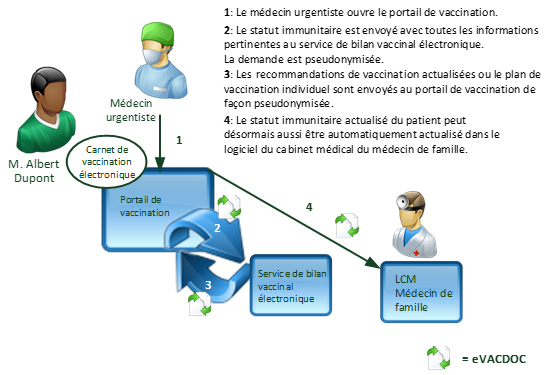 1: Le médecin urgentiste ouvre le portail de vaccination.
2: Le statut immunitaire est envoyé avec toutes les informations
pertinentes au service de bilan vaccinal électronique.
La demande est pseudonymisée.
3: Les recommandations de vaccination actualisées ou le plan de
vaccination individuel sont envoyés au portail de vaccination de
façon pseudonymisée.
4: Le statut immunitaire actualisé du patient peut
désormais aussi être automatiquement actualisé dans le
logiciel du cabinet médical du médecin de famille.
Médecin
urgentiste
1
M. Albert
Dupont
Carnet de
vaccination
électronique
Portail de
vaccination
2
3
4
Service de bilan
vaccinal
électronique
LCM
Médecin de
famille
= eVACDOC